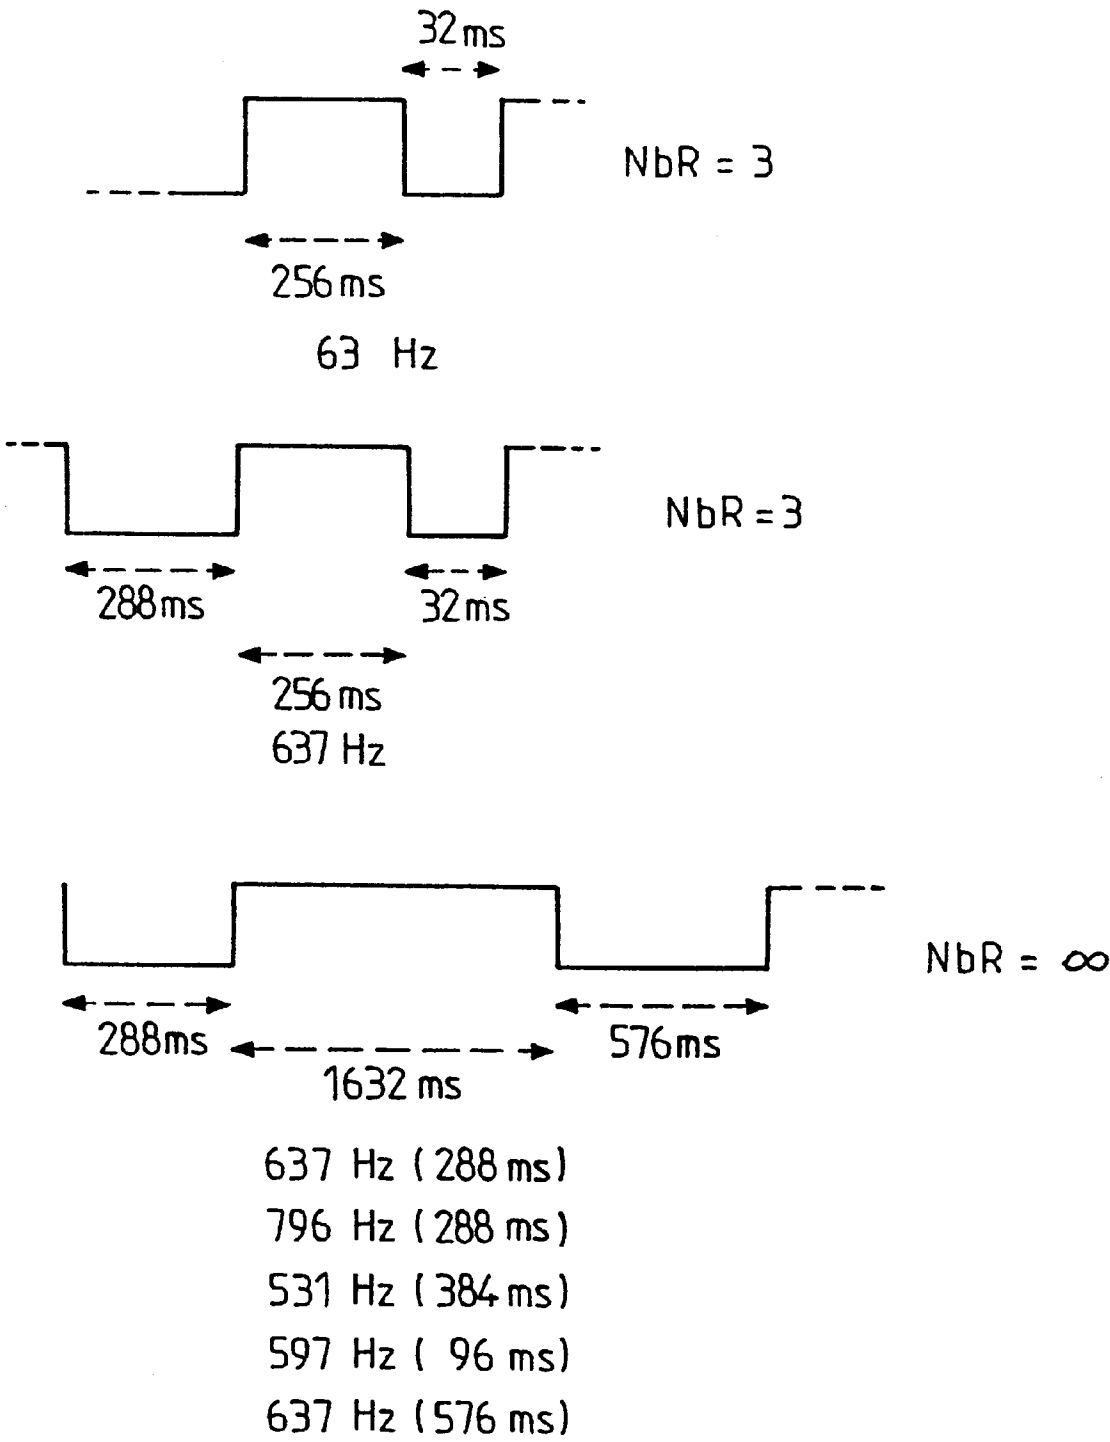 32ms
NbR = 3
256ms
63 Hz
NbR = 3
288ms
32ms
256ms
637 Hz
NbR = ∞
288ms
576ms
1632 ms
637 Hz (288 ms)
796 Hz (288 ms)
531 Hz (384 ms)
597 Hz ( 96 ms)
637 Hz (576 ms)